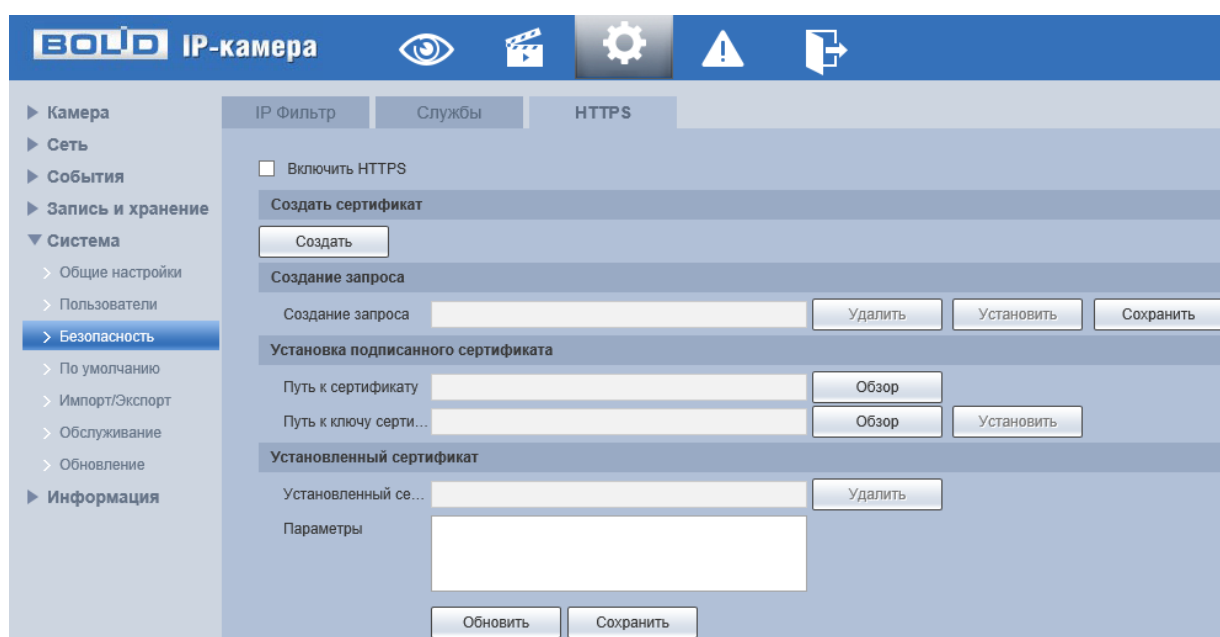 BOLID IP-камера
IP Фильтр
Службы
HTTPS
Камера
Сеть
События
Запись и хранение
Система
Общие настройки
Пользователи
Безопасность
По умолчанию
Импорт/Экспорт
Обслуживание
Обновление
Информация
Включить HTTPS
Создать сертификат
Создать
Создание запроса
Создание запроса Удалить Установить Сохранить
Установка подписанного сертификата
Путь к сертификату Обзор
Путь к ключу серти... Обзор Установить
Установленный сертификат
Установленный се... Удалить
Параметры
Обновить Сохранить